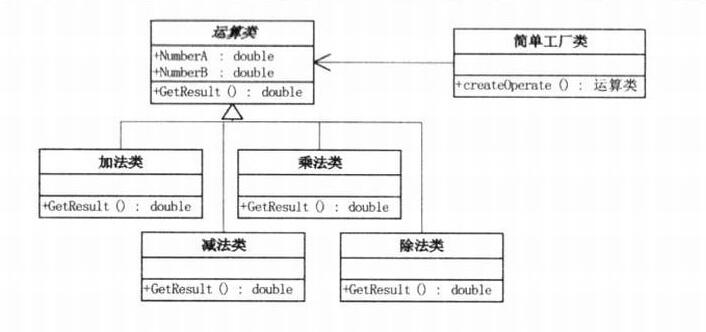 运算类
+NumberA : double
+NumberB : double
+GetResult () : double
简单工厂类
+createOperate () : 运算类
加法类
+GetResult () : double
乘法类
+GetResult () : double
减法类
+GetResult () : double
除法类
+GetResult () : double